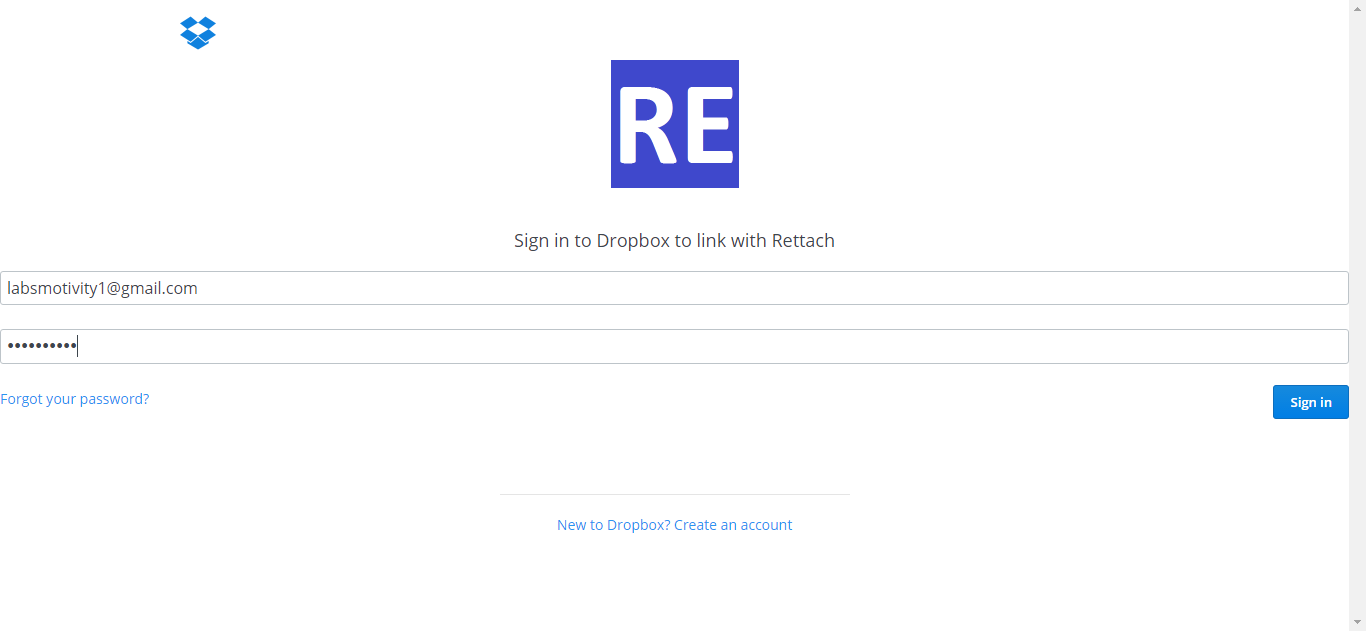 RE
Sign in to Dropbox to link with Rettach
labsmotivity1@gmail.com
••••••••••
Forgot your password?
Sign in
New to Dropbox? Create an account